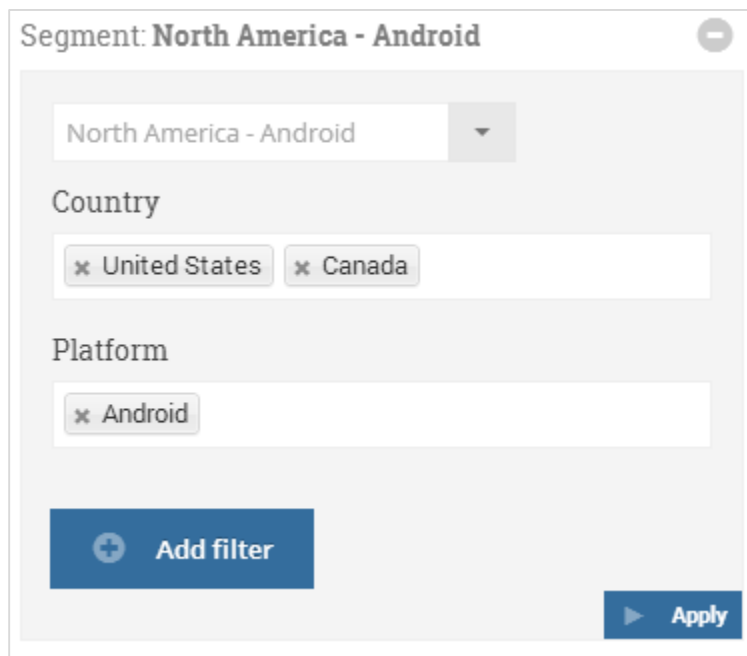 Segment: North America - Android
North America - Android
Country
United States Canada
Platform
Android
Add filter
Apply